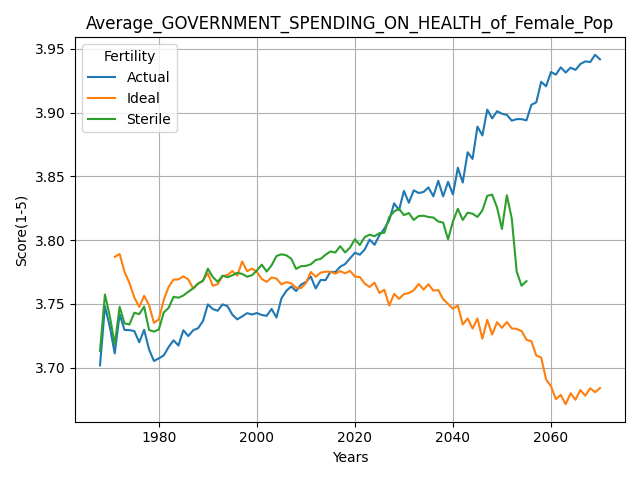 Average_GOVERNMENT_SPENDING_ON_HEALTH_of_Female_Pop
Fertility
Actual
Ideal
Sterile
Score(1-5)
3.95
3.90
3.85
3.80
3.75
3.70
1980 2000 2020 2040 2060
Years